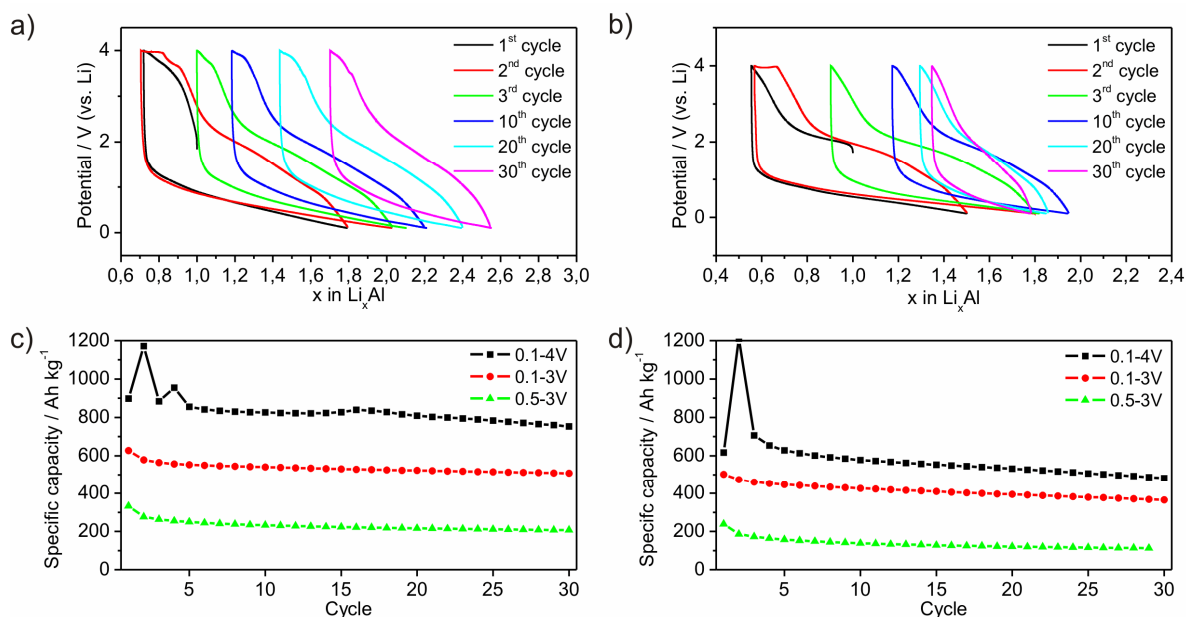 a)
Potential / V (vs. Li)
4
2
0
1st cycle
2nd cycle
3rd cycle
10th cycle
20th cycle
30th cycle
0,6 0,8 1,0 1,2 1,4 1,6 1,8 2,0 2,2 2,4 2,6 2,8 3,0
x in LixAl
b)
Potential / V (vs. Li)
4
2
0
1st cycle
2nd cycle
3rd cycle
10th cycle
20th cycle
30th cycle
0,4 0,6 0,8 1,0 1,2 1,4 1,6 1,8 2,0 2,2 2,4
x in LixAl
c)
Specific capacity / Ah kg-1
1200
1000
800
600
400
200
0
0.1-4V
0.1-3V
0.5-3V
5 10 15 20 25 30
Cycle
d)
Specifc capacity / Ah kg-1
1200
1000
800
600
400
200
0
0.1-4V
0.1-3V
0.5-3V
5 10 15 20 25 30
Cycle